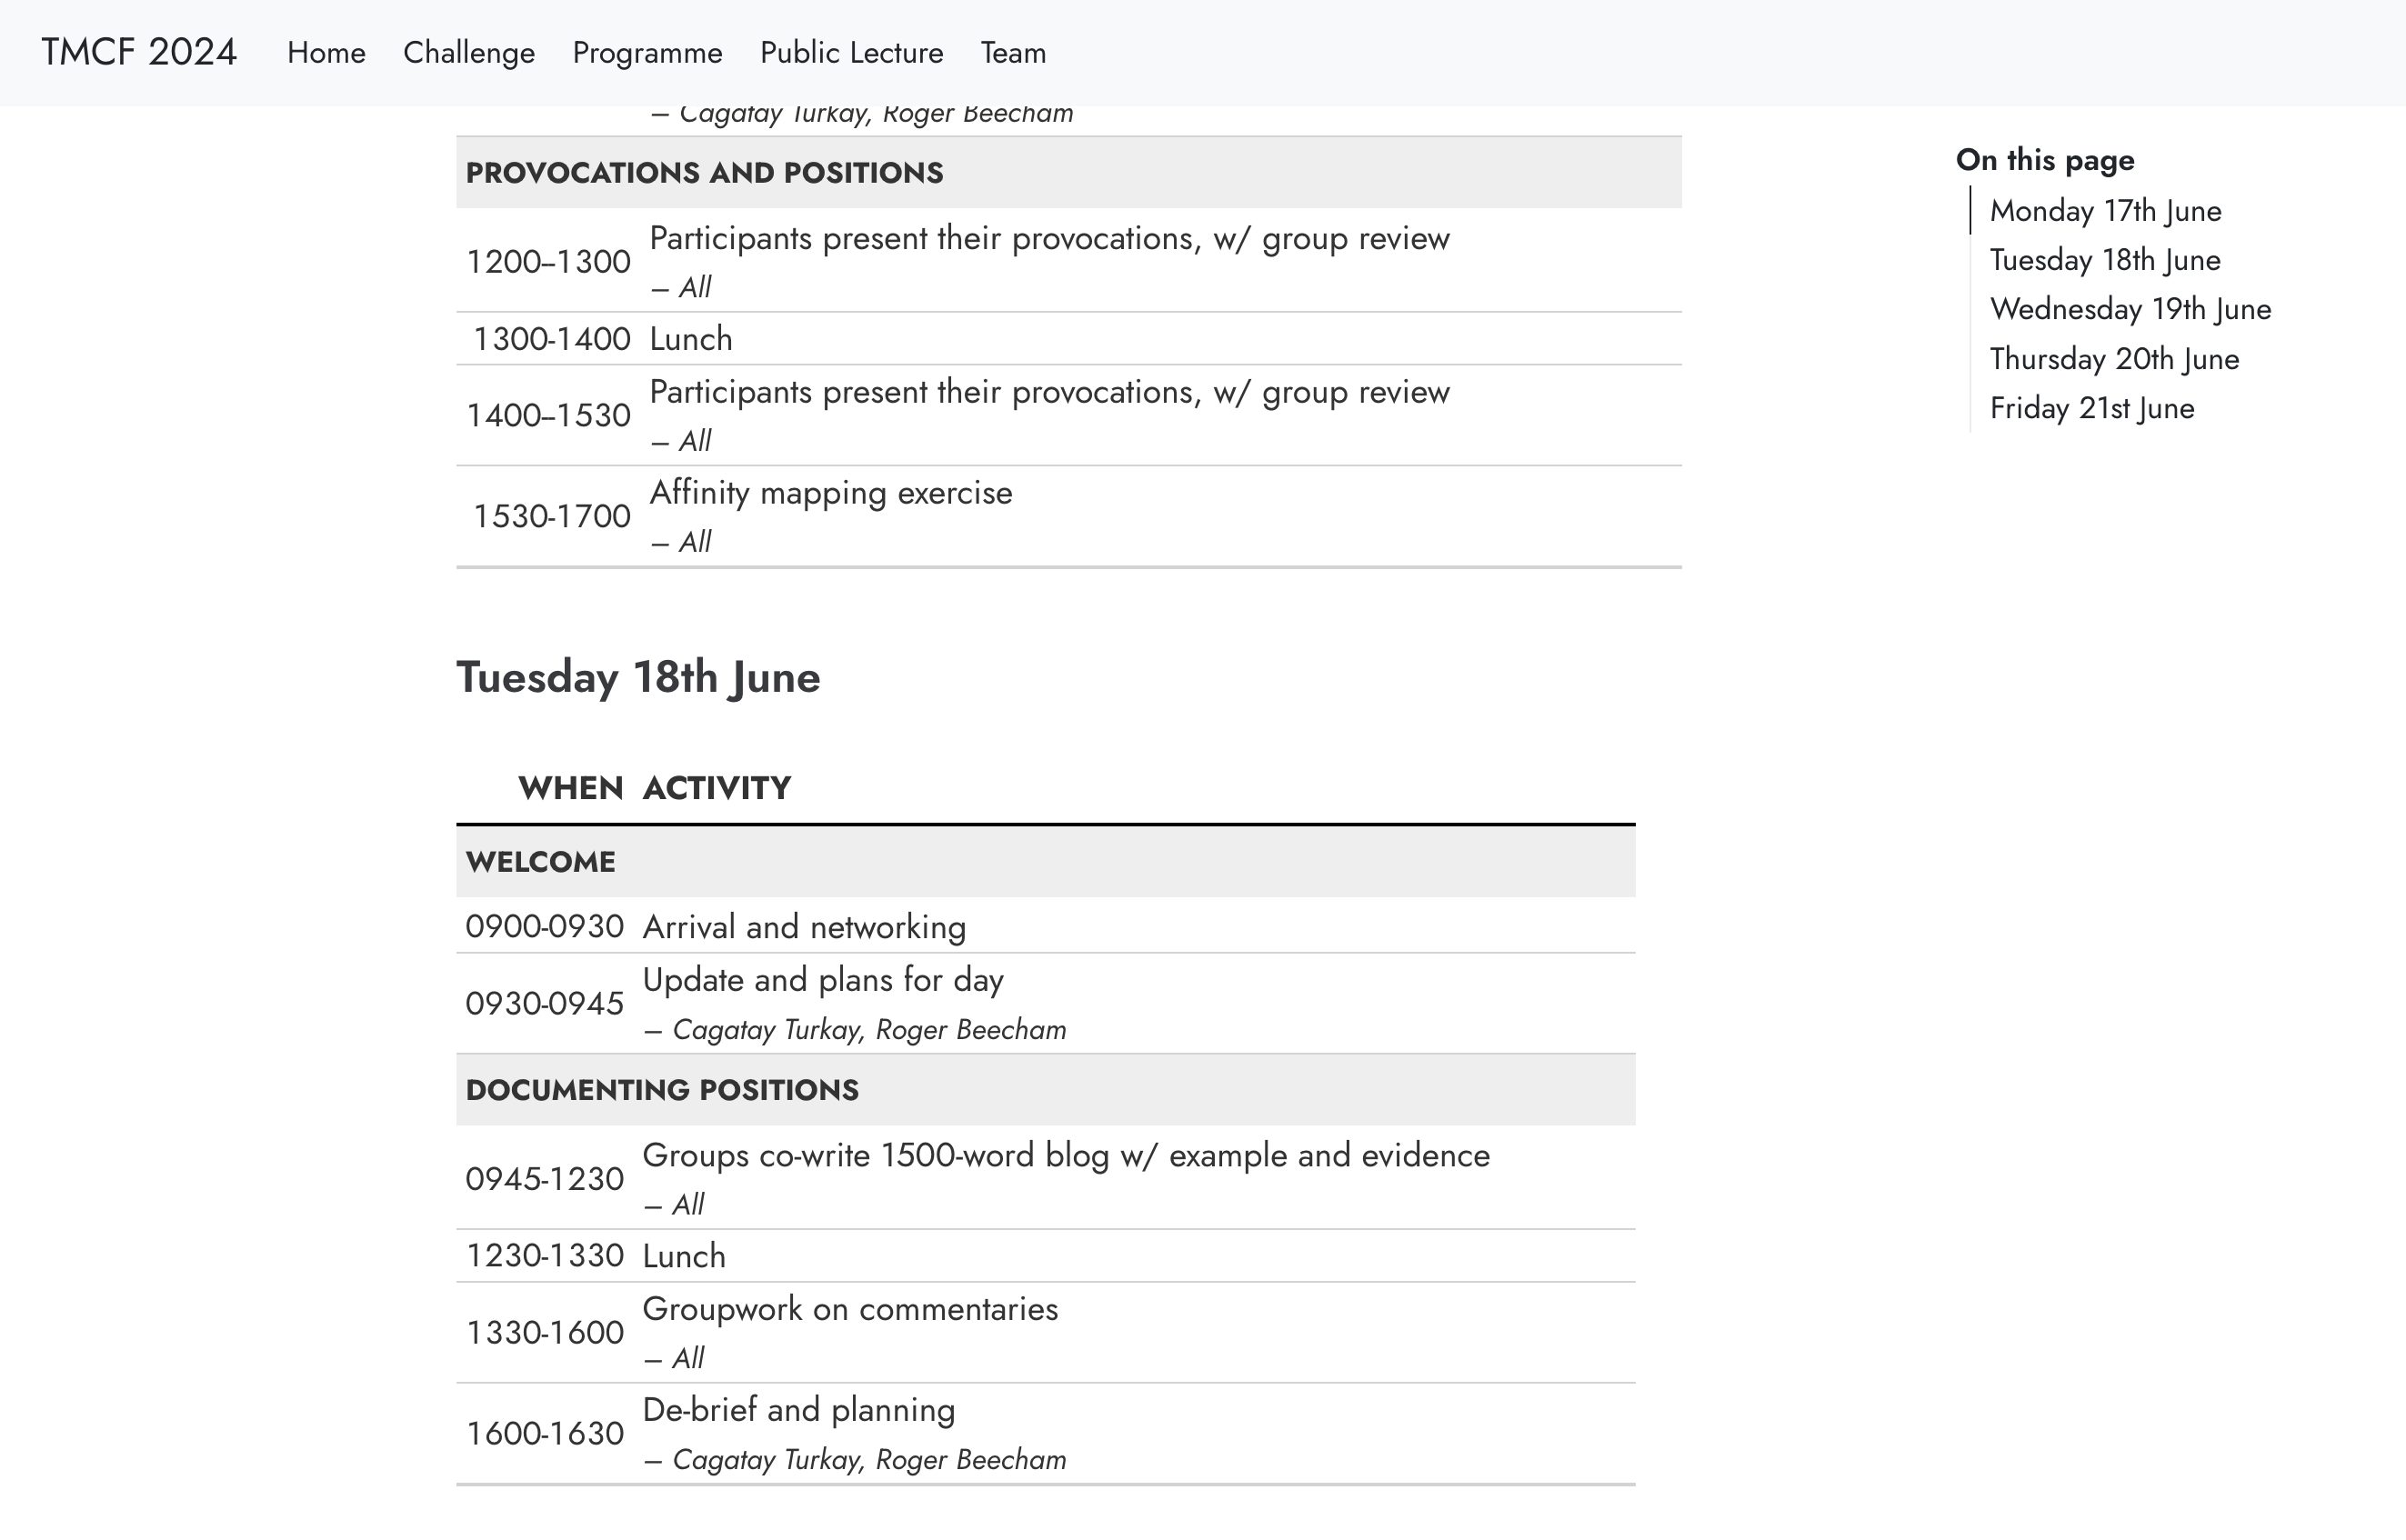 TMCF 2024 Home Challenge Programme Public Lecture Team
– Cagatay Turkay, Roger Beecham
PROVOCATIONS AND POSITIONS
1200–1300 Participants present their provocations, w/ group review
– All
1300-1400 Lunch
1400–1530 Participants present their provocations, w/ group review
– All
1530-1700 Affinity mapping exercise
– All
Tuesday 18th June
WHEN ACTIVITY
WELCOME
0900-0930 Arrival and networking
0930-0945 Update and plans for day
– Cagatay Turkay, Roger Beecham
DOCUMENTING POSITIONS
0945-1230 Groups co-write 1500-word blog w/ example and evidence
– All
1230-1330 Lunch
1330-1600 Groupwork on commentaries
– All
1600-1630 De-brief and planning
– Cagatay Turkay, Roger Beecham
On this page
Monday 17th June
Tuesday 18th June
Wednesday 19th June
Thursday 20th June
Friday 21st June